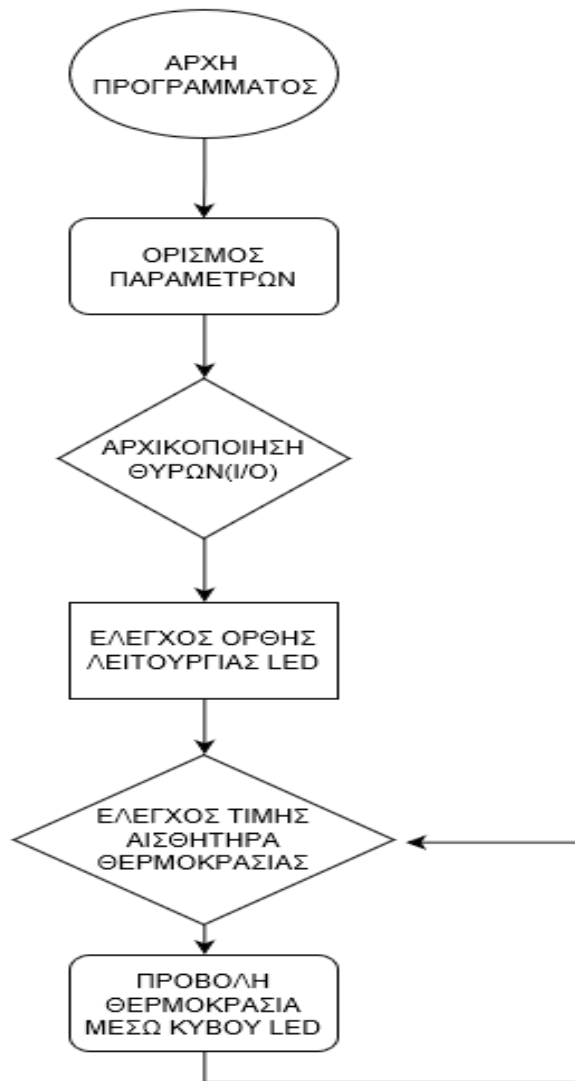 ΑΡΧΗ
ΠΡΟΓΡΑΜΜΑΤΟΣ
ΟΡΙΣΜΟΣ
ΠΑΡΑΜΕΤΡΩΝ
ΑΡΧΙΚΟΠΟΙΗΣΗ
ΘΥΡΩΝ(I/O)
ΕΛΕΓΧΟΣ ΟΡΘΗΣ
ΛΕΙΤΟΥΡΓΙΑΣ LED
ΕΛΕΓΧΟΣ ΤΙΜΗΣ
ΑΙΣΘΗΤΗΡΑ
ΘΕΡΜΟΚΡΑΣΙΑΣ
ΠΡΟΒΟΛΗ
ΘΕΡΜΟΚΡΑΣΙΑ
ΜΕΣΩ ΚΥΒΟΥ LED